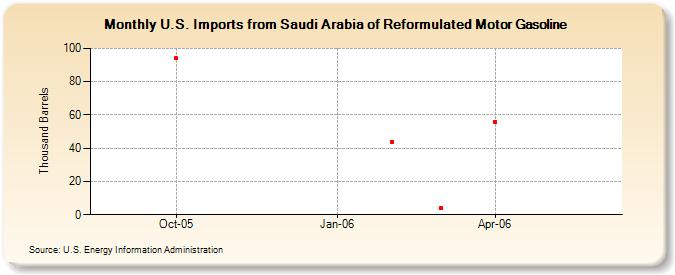 Monthly U.S. Imports from Saudi Arabia of Reformulated Motor Gasoline
Thousand Barrels
100
80
60
40
20
0
Oct-05 Jan-06 Apr-06
Source: U.S. Energy Information Administration